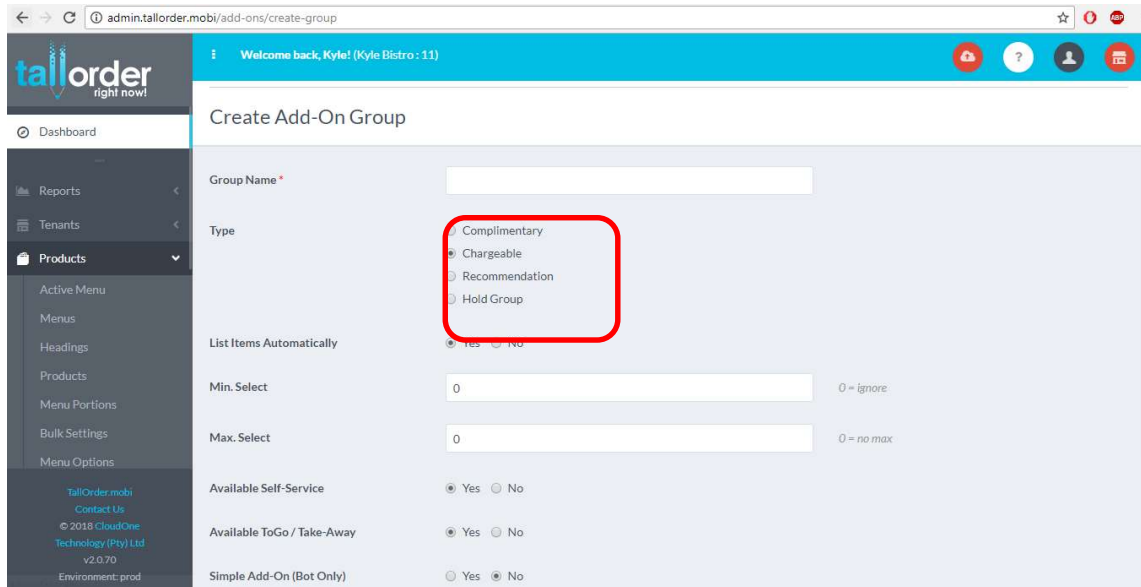 admin.tallorder.mobi/add-ons/create-group
ABP
tallorder
right now!
Welcome back, Kyle! (Kyle Bistro : 11)
?
Create Add-On Group
Dashboard
Reports
Tenants
Products
Active Menu
Menus
Headings
Products
Menu Portions
Bulk Settings
Menu Options
TallOrder.mobi
Contact Us
© 2018 CloudOne
Technology (Pty) Ltd
v2.0.70
Environment: prod
Group Name *
Type
Complimentary
Chargeable
Recommendation
Hold Group
List Items Automatically Yes No
Min. Select 0 0 = ignore
Max. Select 0 0 = no max
Available Self-Service Yes No
Available ToGo / Take-Away Yes No
Simple Add-On (Bot Only) Yes No